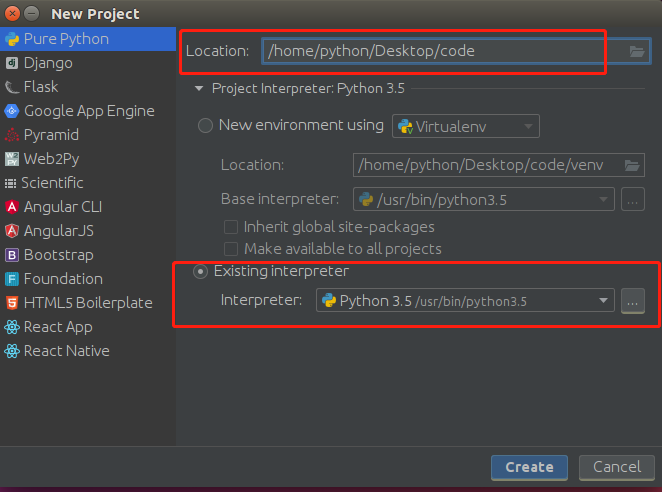 New Project
Pure Python
Django
Flask
Google App Engine
Pyramid
Web2Py
Scientific
Angular CLI
AngularJS
Bootstrap
Foundation
HTML5 Boilerplate
React App
React Native
Location: /home/python/Desktop/code
Project Interpreter: Python 3.5
New environment using Virtualenv
Location: /home/python/Desktop/code/venv
Base interpreter: /usr/bin/python3.5 ...
Inherit global site-packages
Make available to all projects
Existing interpreter
Interpreter: Python 3.5 /usr/bin/python3.5 ...
Create Cancel